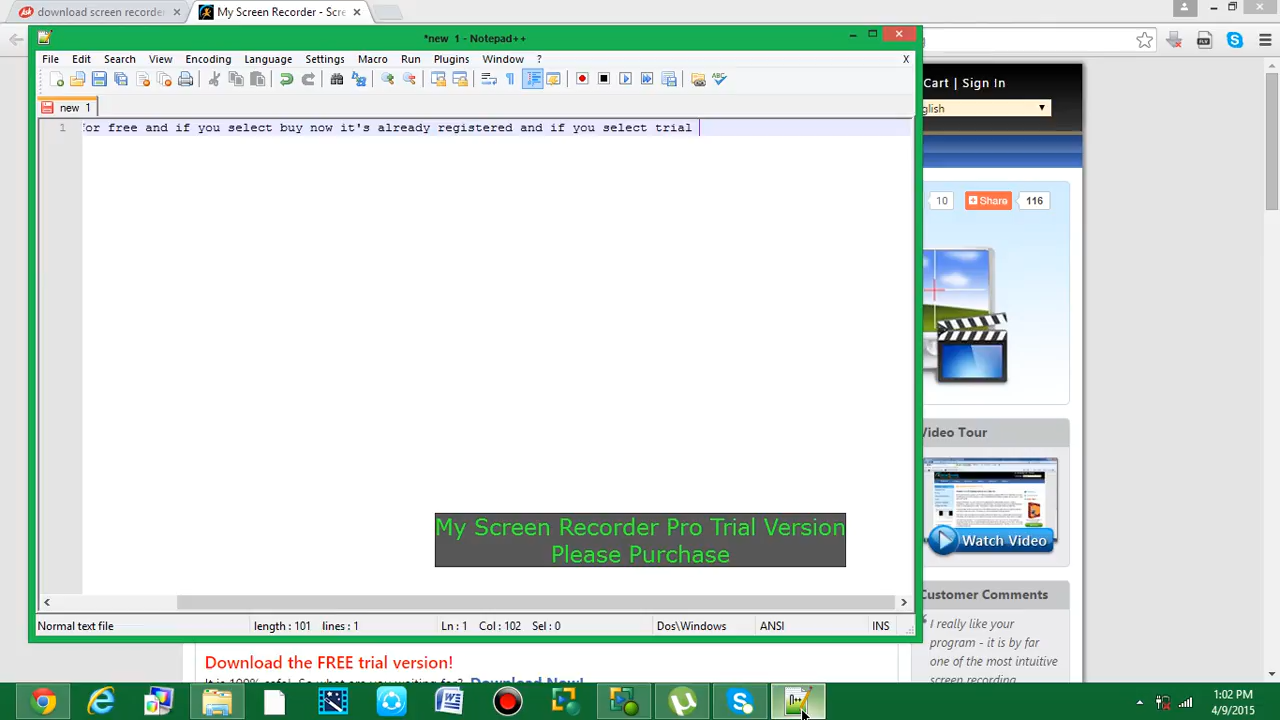 download screen recorder
My Screen Recorder - Scre
*new 1 - Notepad++
File Edit Search View Encoding Language Settings Macro Run Plugins Window ? X
new 1
1 for free and if you select buy now it's already registered and if you select trial
Cart | Sign In
glish
10 Share 116
Video Tour
Watch Video
My Screen Recorder Pro Trial Version
Please Purchase
Customer Comments
I really like your
program - it is by far
one of the most intuitive
screen recording
Normal text file length : 101 lines : 1 Ln : 1 Col : 102 Sel : 0 Dos\Windows ANSI INS
Download the FREE trial version!
Download Now!
1:02 PM
4/9/2015